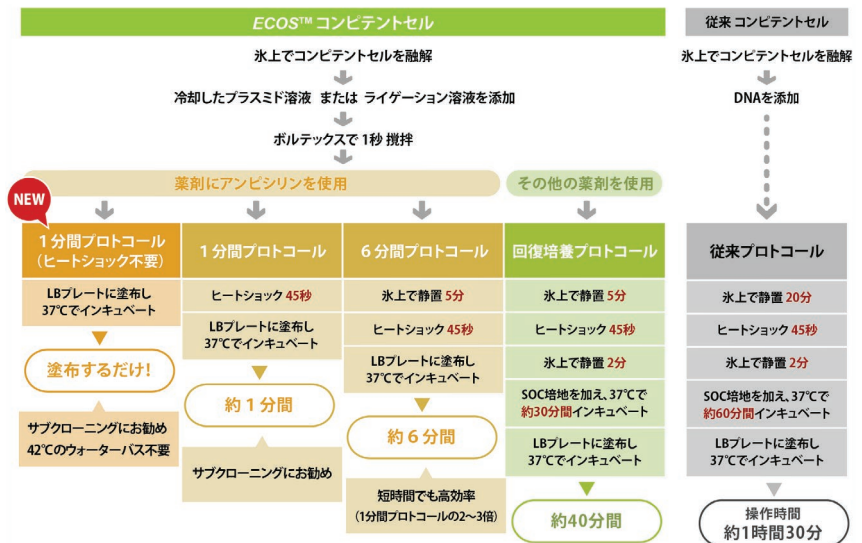 ECOS™ コンピテントセル
氷上でコンピテントセルを融解
冷却したプラスミド溶液 または ライゲーション溶液を添加
ボルテックスで1秒 撹拌
薬剤にアンピシリンを使用
その他の薬剤を使用
NEW
1分間プロトコール
(ヒートショック不要)
LBプレートに塗布し
37℃でインキュベート
塗布するだけ!
サブクローニングにお勧め
42℃のウォーターバス不要
1分間プロトコール
ヒートショック 45秒
LBプレートに塗布し
37℃でインキュベート
約1分間
サブクローニングにお勧め
6分間プロトコール
氷上で静置 5分
ヒートショック 45秒
LBプレートに塗布し
37℃でインキュベート
約6分間
短時間でも高効率
(1分間プロトコールの2〜3倍)
回復培養プロトコール
氷上で静置 5分
ヒートショック 45秒
氷上で静置 2分
SOC培地を加え、37℃で
約30分間インキュベート
LBプレートに塗布し
37℃でインキュベート
約40分間
従来 コンピテントセル
氷上でコンピテントセルを融解
DNAを添加
従来プロトコール
氷上で静置 20分
ヒートショック 45秒
氷上で静置 2分
SOC培地を加え、37℃で
約60分間インキュベート
LBプレートに塗布し
37℃でインキュベート
操作時間
約1時間30分